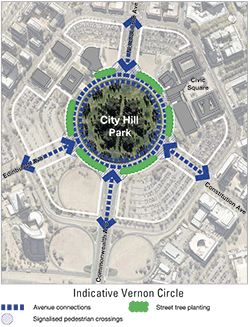 Ave
City Hill
Park
Civic
Square
Edinburgh Ave
Constitution Ave
Commonwealth Ave
Indicative Vernon Circle
Avenue connections
Street tree planting
Signalised pedestrian crossings